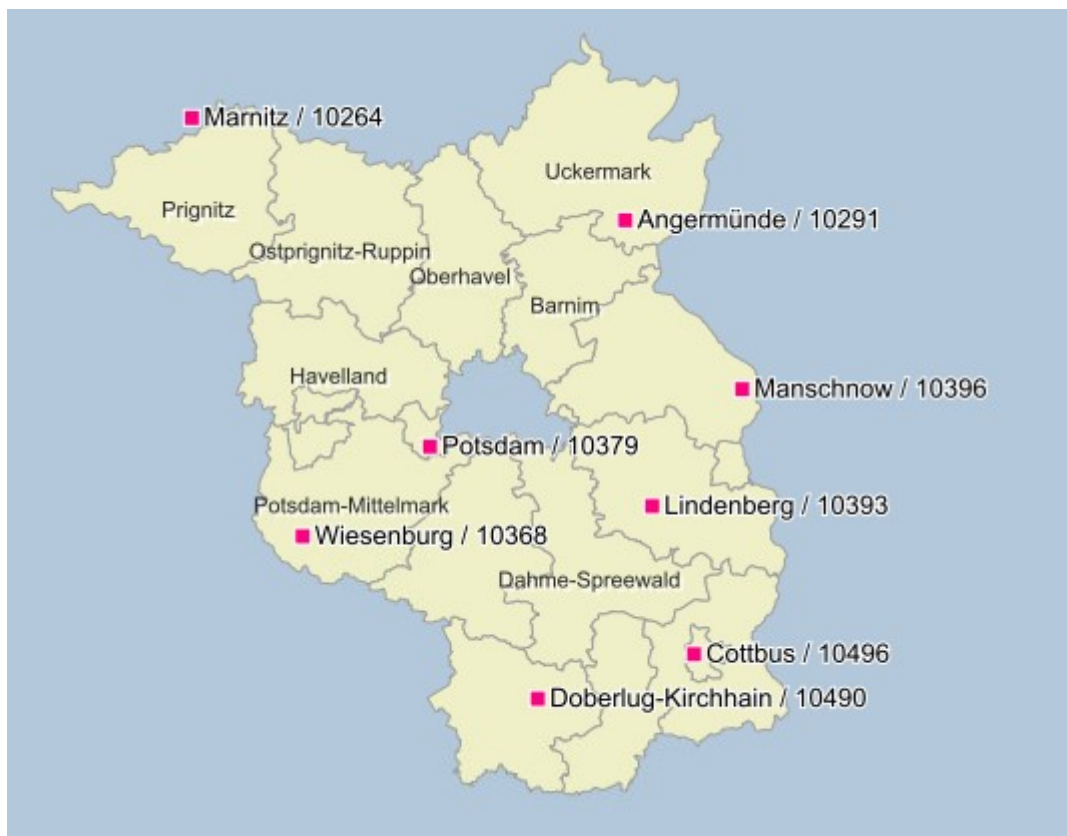 Marnitz / 10264
Uckermark
Prignitz
Angermünde / 10291
Ostprignitz-Ruppin
Oberhavel
Barnim
Havelland
Manschnow / 10396
Potsdam / 10379
Potsdam-Mittelmark
Lindenberg / 10393
Wiesenburg / 10368
Dahme-Spreewald
Cottbus / 10496
Doberlug-Kirchhain / 10490